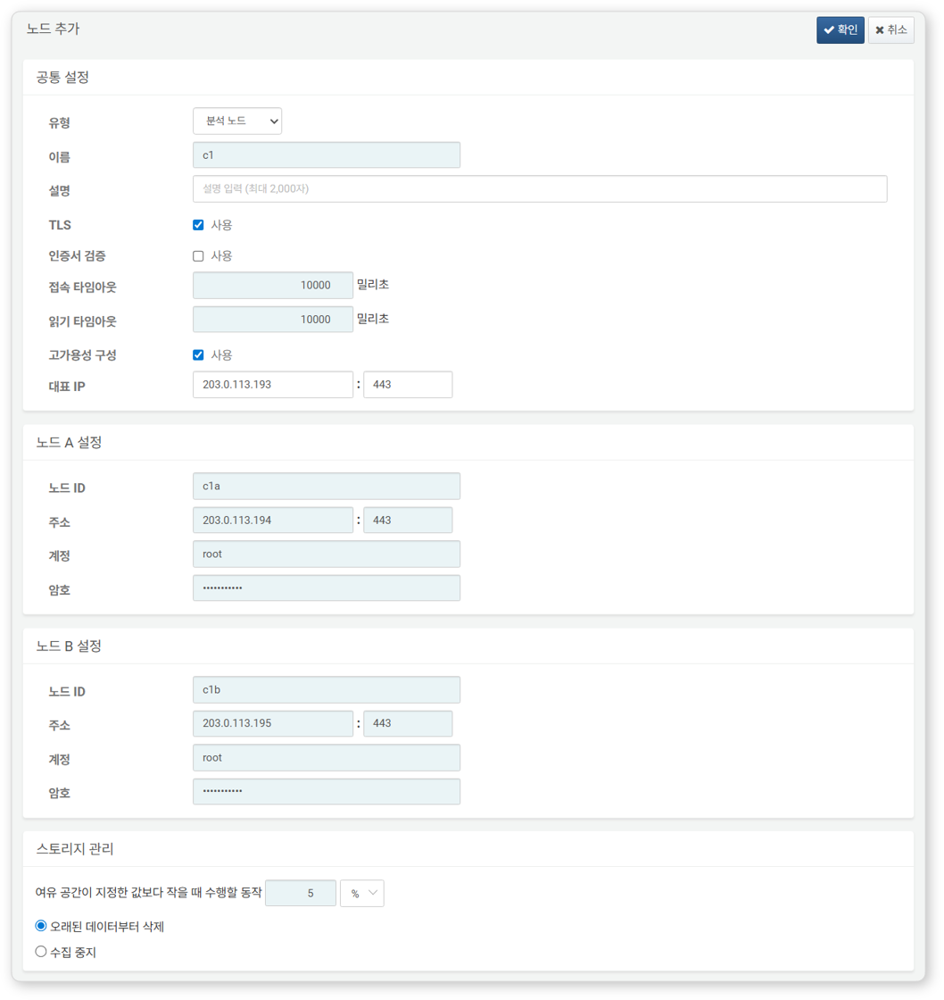 노드 추가
확인 취소
공통 설정
유형 분석 노드
이름 c1
설명 설명 입력 (최대 2,000자)
TLS 사용
인증서 검증 사용
접속 타임아웃 10000 밀리초
읽기 타임아웃 10000 밀리초
고가용성 구성 사용
대표 IP 203.0.113.193 : 443
노드 A 설정
노드 ID c1a
주소 203.0.113.194 : 443
계정 root
암호 •••••••••••
노드 B 설정
노드 ID c1b
주소 203.0.113.195 : 443
계정 root
암호 •••••••••••
스토리지 관리
여유 공간이 지정한 값보다 작을 때 수행할 동작 5 %
오래된 데이터부터 삭제
수집 중지